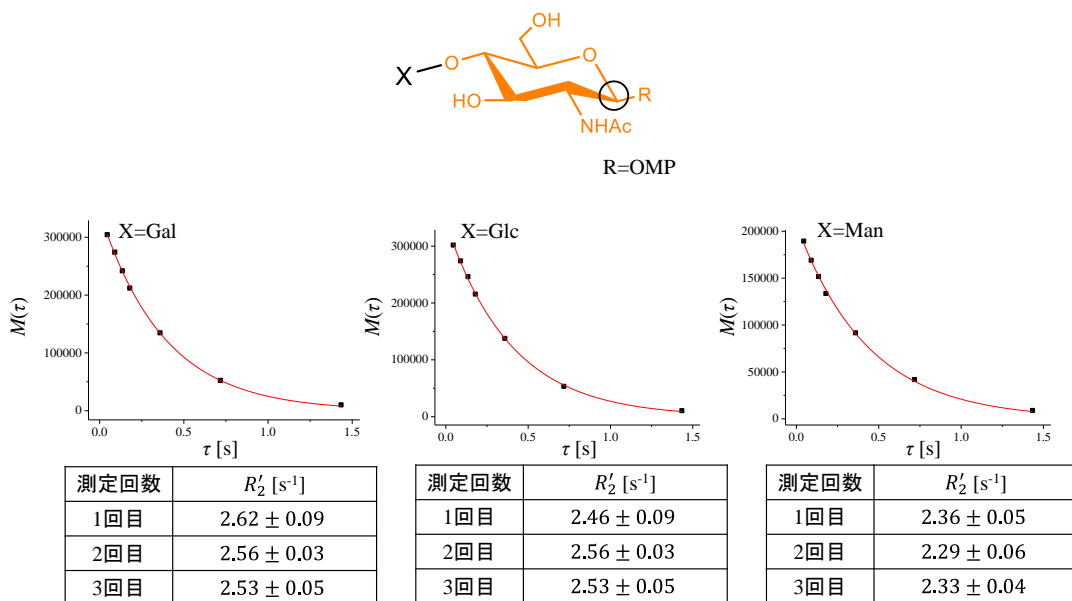 OH
O
O
X
R
HO
NHAc
R=OMP
X=Gal
300000
200000
100000
0
0.0 0.5 1.0 1.5
M(τ)
τ [s]
X=Glc
300000
200000
100000
0
0.0 0.5 1.0 1.5
M(τ)
τ [s]
X=Man
200000
150000
100000
50000
0
0.0 0.5 1.0 1.5
M(τ)
τ [s]
測定回数 R′₂ [s⁻¹]
1回目 2.62 ± 0.09
2回目 2.56 ± 0.03
3回目 2.53 ± 0.05
測定回数 R′₂ [s⁻¹]
1回目 2.46 ± 0.09
2回目 2.56 ± 0.03
3回目 2.53 ± 0.05
測定回数 R′₂ [s⁻¹]
1回目 2.36 ± 0.05
2回目 2.29 ± 0.06
3回目 2.33 ± 0.04